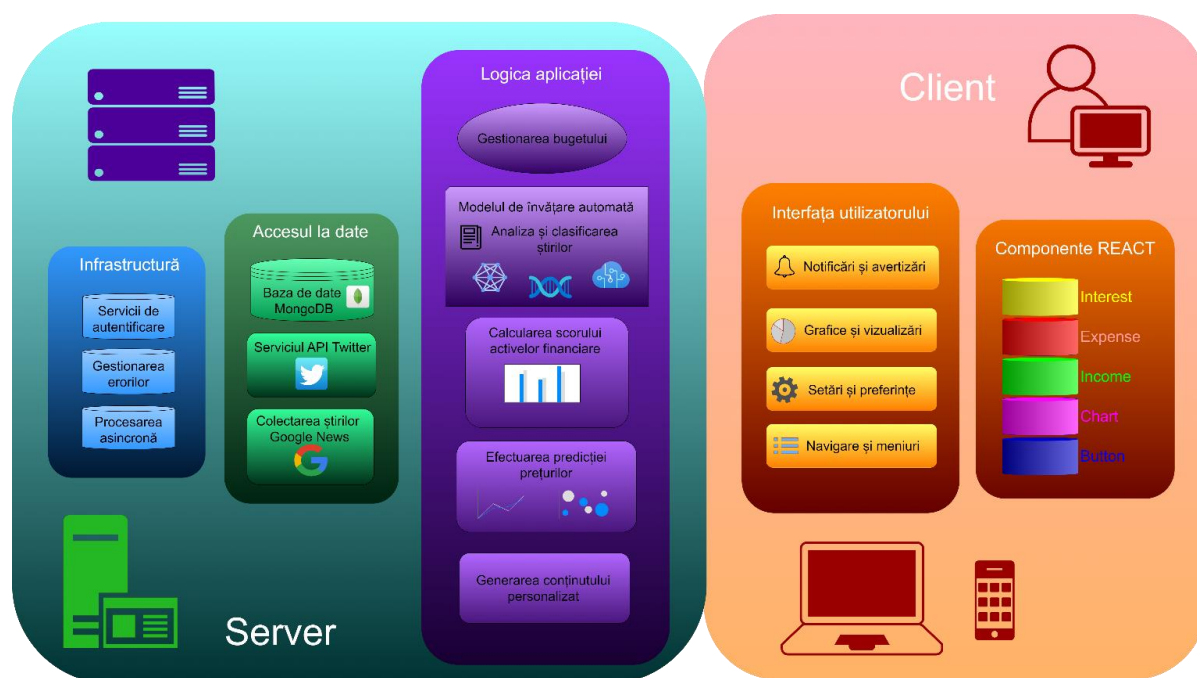 Logica aplicației
Gestionarea bugetului
Modelul de învățare automată
Analiza și clasificarea
știrilor
Calcularea scorului
activelor financiare
Efectuarea predicției
prețurilor
Generarea conținutului
personalizat
Accesul la date
Baza de date
MongoDB
Serviciul API Twitter
Colectarea știrilor
Google News
Infrastructură
Servicii de
autentificare
Gestionarea
erorilor
Procesarea
asincronă
Server
Client
Interfața utilizatorului
Notificări și avertizări
Grafice și vizualizări
Setări și preferințe
Navigare și meniuri
Componente REACT
Interest
Expense
Income
Chart
Button